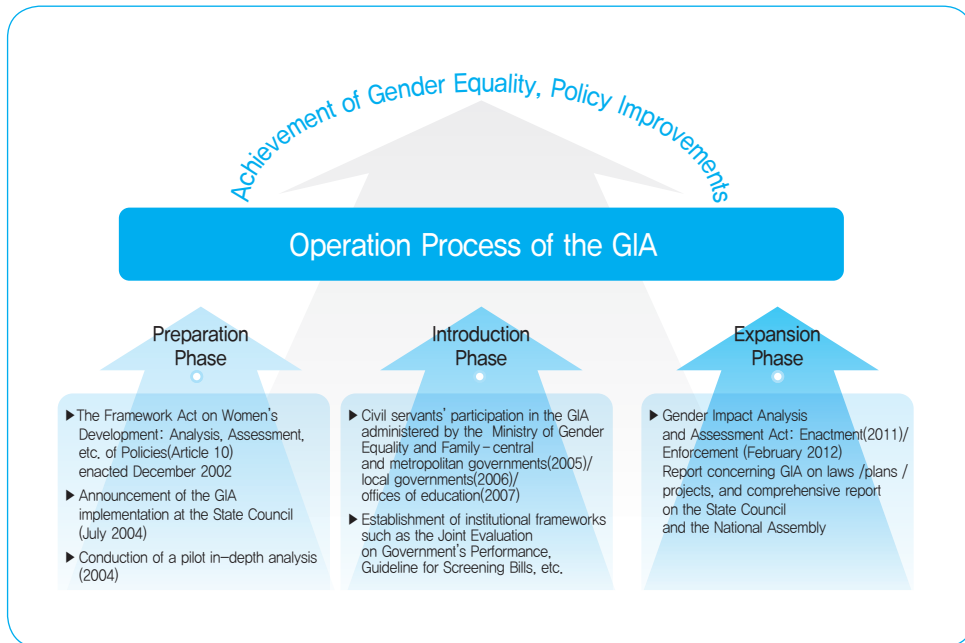 Achievement of Gender Equality, Policy Improvements
Operation Process of the GIA
Preparation
Phase
▶ The Framework Act on Women's
Development: Analysis, Assessment,
etc. of Policies(Article 10)
enacted December 2002
▶ Announcement of the GIA
implementation at the State Council
(July 2004)
▶ Conduction of a pilot in-depth analysis
(2004)
Introduction
Phase
▶ Civil servants' participation in the GIA
administered by the Ministry of Gender
Equality and Family-central
and metropolitan governments(2005)/
local governments(2006)/
offices of education(2007)
▶ Establishment of institutional frameworks
such as the Joint Evaluation
on Government's Performance,
Guideline for Screening Bills, etc.
Expansion
Phase
▶ Gender Impact Analysis
and Assessment Act: Enactment(2011)/
Enforcement (February 2012)
Report concerning GIA on laws /plans /
projects, and comprehensive report
on the State Council
and the National Assembly